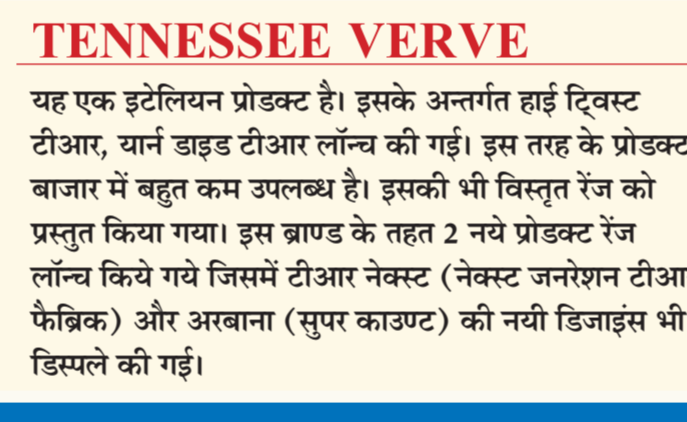 TENNESSEE VERVE
यह एक इटेलियन प्रोडक्ट है। इसके अन्तर्गत हाई ट्विस्ट
टीआर, यार्न डाइड टीआर लॉन्च की गई। इस तरह के प्रोडक्ट
बाजार में बहुत कम उपलब्ध है। इसकी भी विस्तृत रेंज को
प्रस्तुत किया गया। इस ब्राण्ड के तहत 2 नये प्रोडक्ट रेंज
लॉन्च किये गये जिसमें टीआर नेक्स्ट (नेक्स्ट जनरेशन टीआ
फैब्रिक) और अरबाना (सुपर काउण्ट) की नयी डिजाइंस भी
डिस्पले की गई।